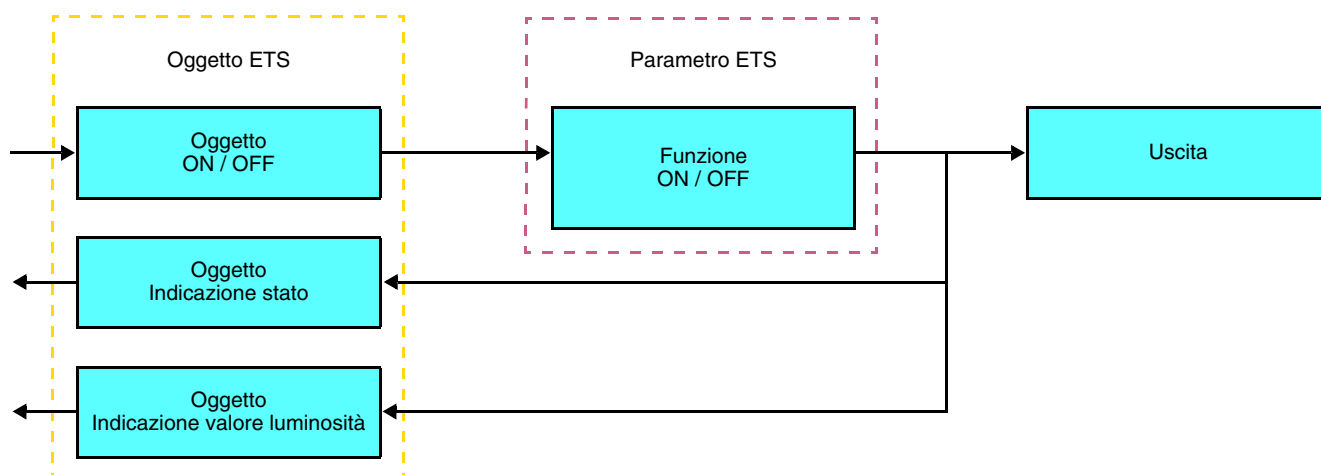 Oggetto ETS
Parametro ETS
Oggetto
ON / OFF
Funzione
ON / OFF
Uscita
Oggetto
Indicazione stato
Oggetto
Indicazione valore luminosità